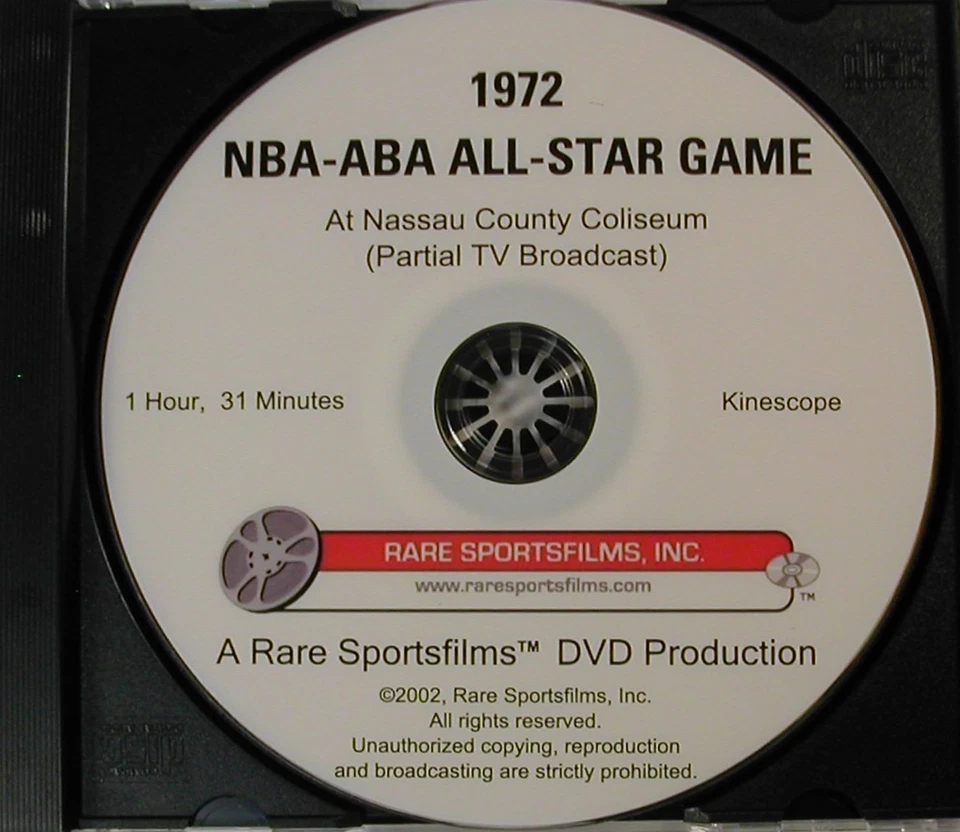 1972
NBA-ABA ALL-STAR GAME
At Nassau County Coliseum
(Partial TV Broadcast)
1 Hour, 31 Minutes
Kinescope
RARE SPORTSFILMS, INC.
www.raresportsfilms.com
TM
A Rare Sportsfilms™ DVD Production
©2002, Rare Sportsfilms, Inc.
All rights reserved.
Unauthorized copying, reproduction
and broadcasting are strictly prohibited.